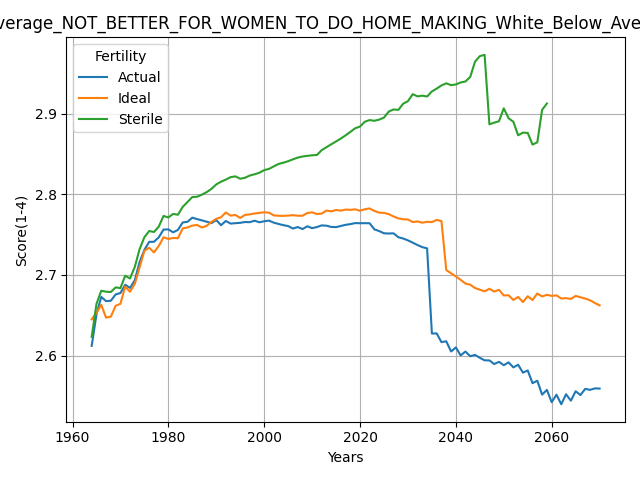 verage_NOT_BETTER_FOR_WOMEN_TO_DO_HOME_MAKING_White_Below_Ave
Fertility
Actual
Ideal
Sterile
Score(1-4)
2.9
2.8
2.7
2.6
1960 1980 2000 2020 2040 2060
Years